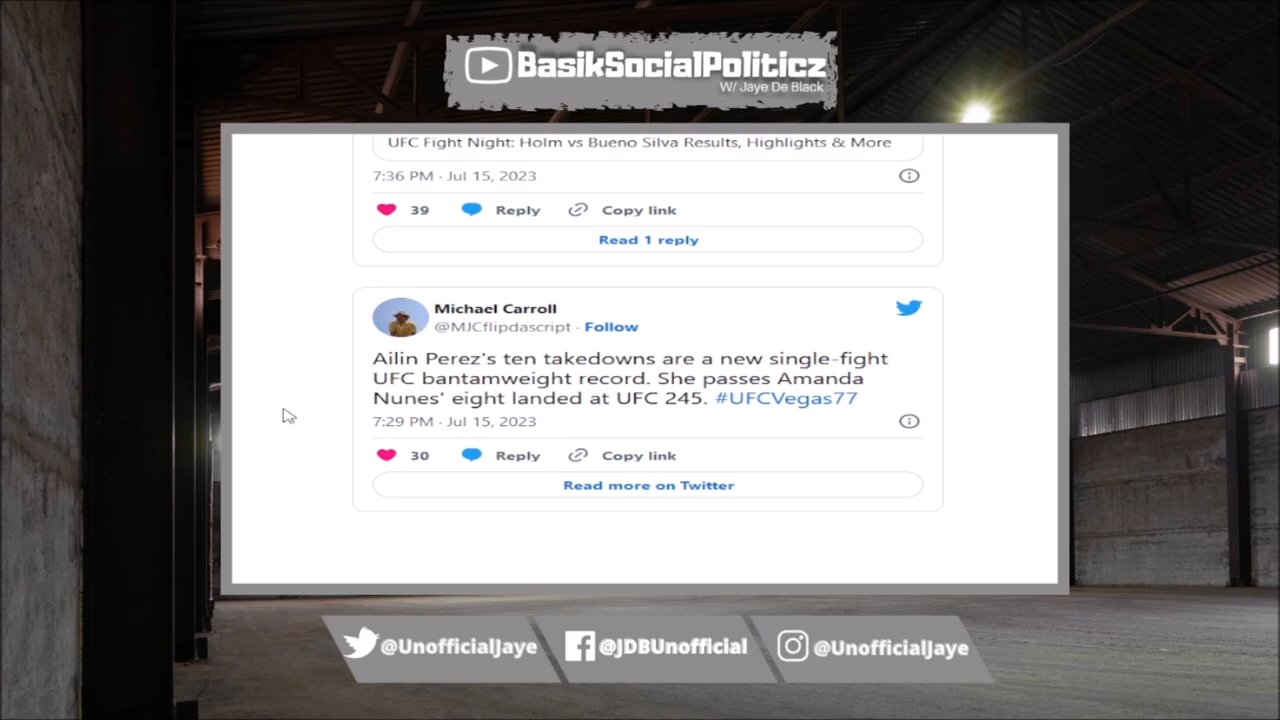 BasikSocialPoliticz
W/ Jaye De Black
UFC Fight Night: Holm vs Bueno Silva Results, Highlights & More
7:36 PM · Jul 15, 2023
39 Reply Copy link
Read 1 reply
Michael Carroll
@MJCflipdascript · Follow
Ailin Perez's ten takedowns are a new single-fight
UFC bantamweight record. She passes Amanda
Nunes' eight landed at UFC 245. #UFCVegas77
7:29 PM · Jul 15, 2023
30 Reply Copy link
Read more on Twitter
@UnofficialJaye @JDBUnofficial @UnofficialJaye